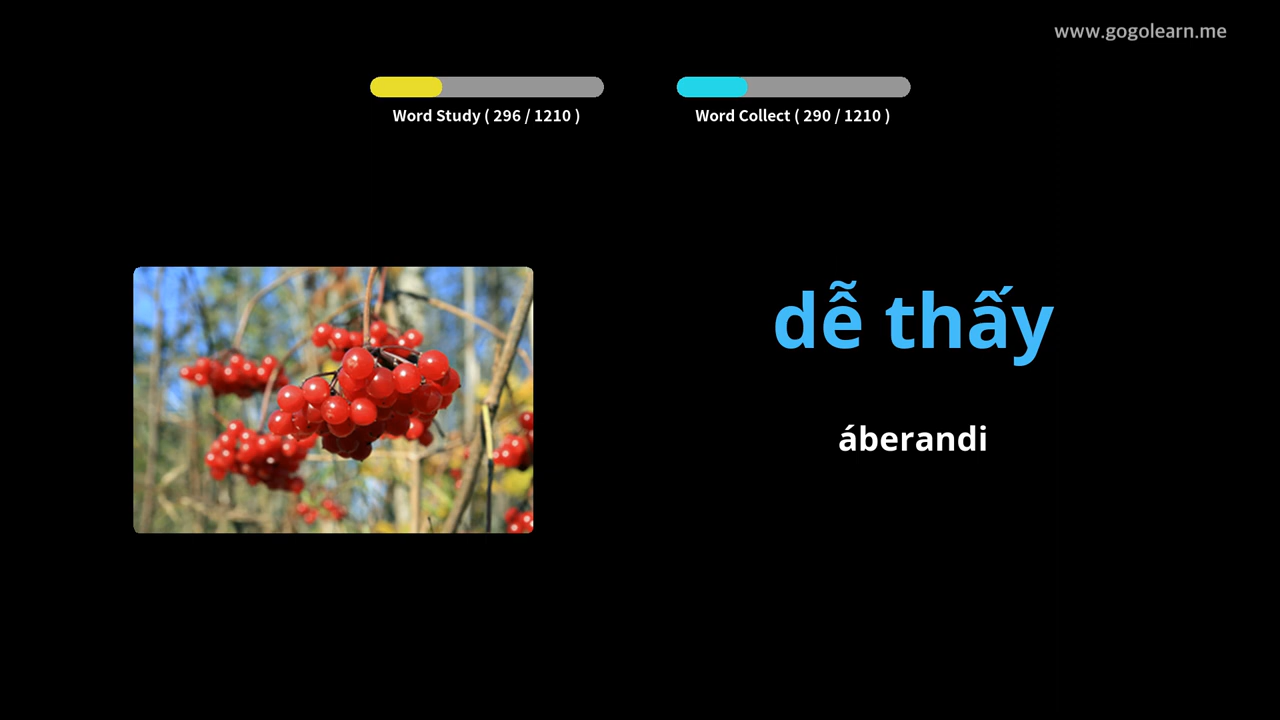 www.gogolearn.me
Word Study ( 296 / 1210 )
Word Collect ( 290 / 1210 )
dễ thấy
áberandi